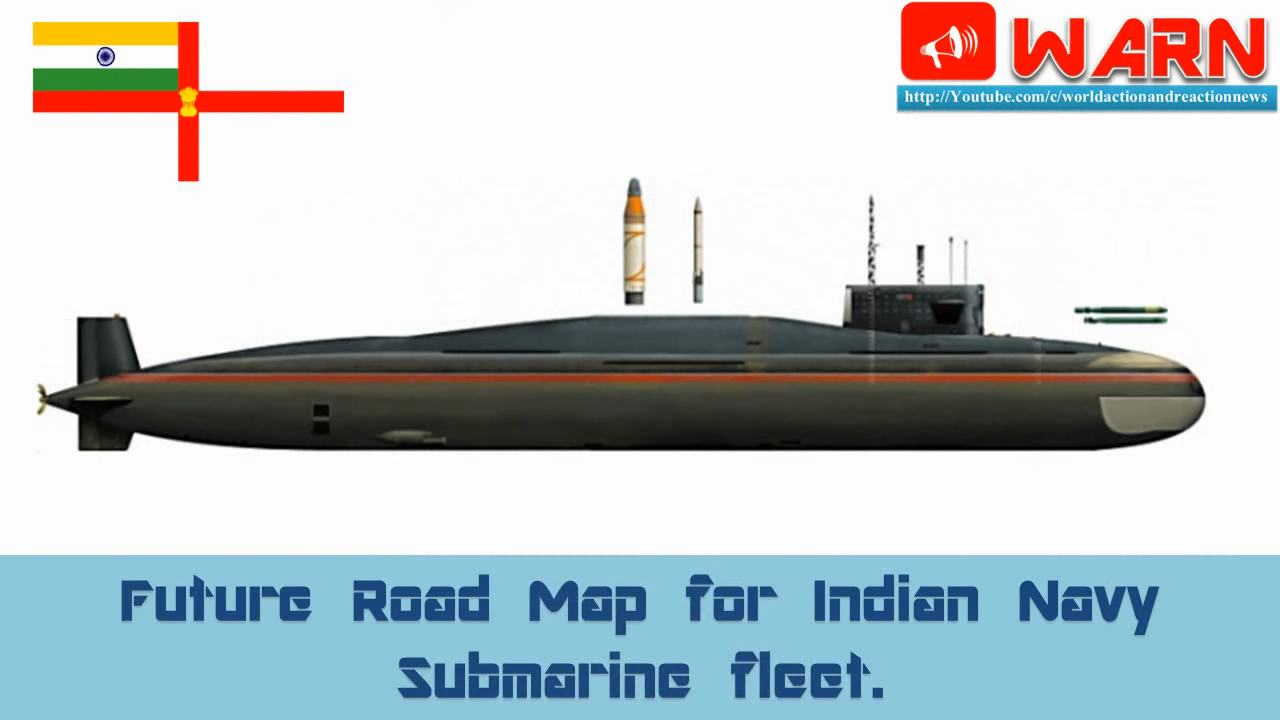 WARN
http://Youtube.com/c/worldactionandreactionnews
Future Road Map for Indian Navy
Submarine fleet.